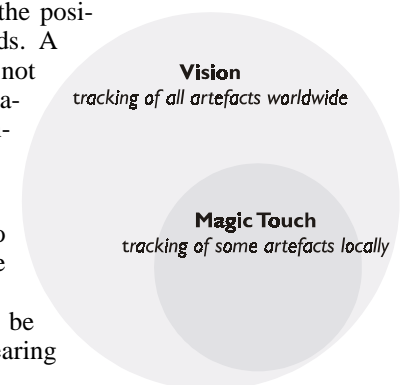 the posi-
ds. A
not
a-
o
e
be
earing
Vision
tracking of all artefacts worldwide
Magic Touch
tracking of some artefacts locally